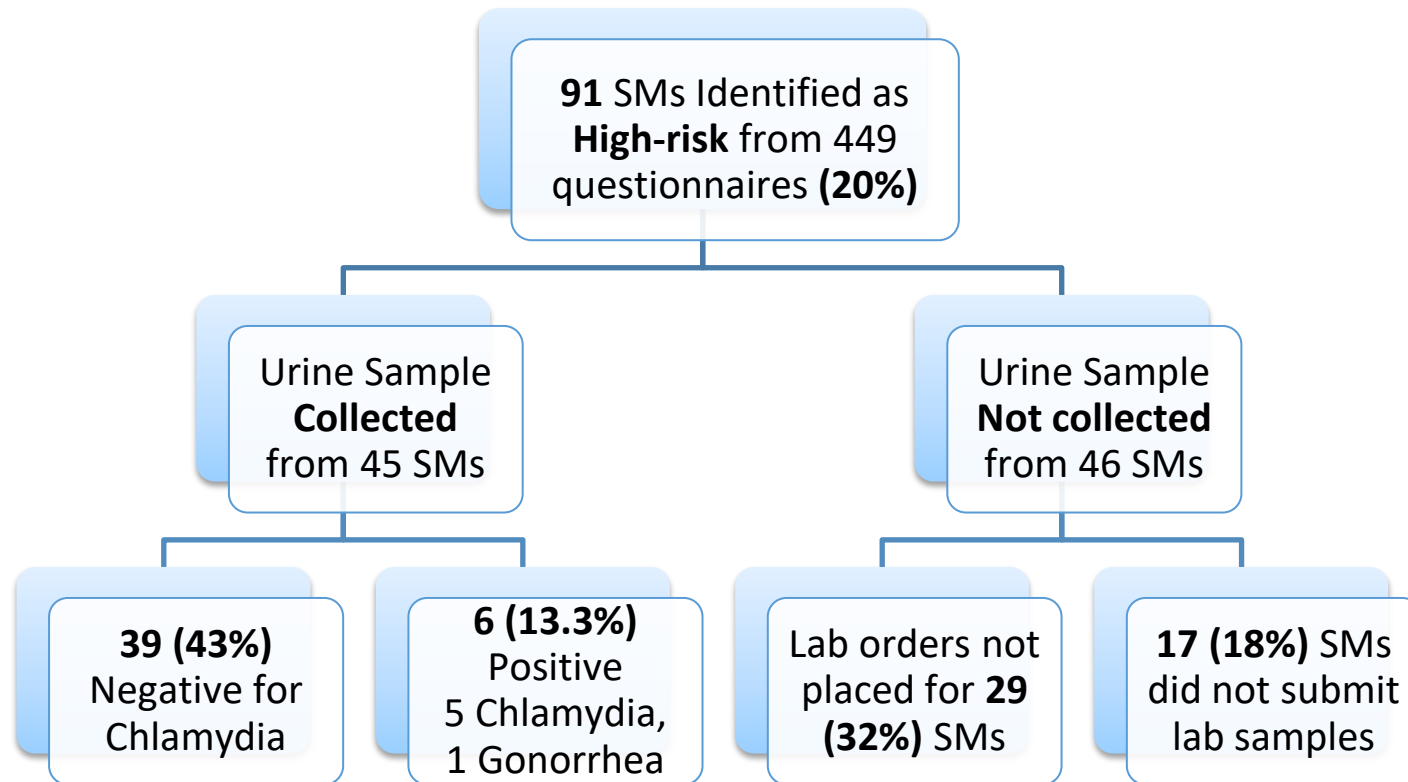 91 SMs Identified as
High-risk from 449
questionnaires (20%)
Urine Sample
Collected
from 45 SMs
Urine Sample
Not collected
from 46 SMs
39 (43%)
Negative for
Chlamydia
6 (13.3%)
Positive
5 Chlamydia,
1 Gonorrhea
Lab orders not
placed for 29
(32%) SMs
17 (18%) SMs
did not submit
lab samples